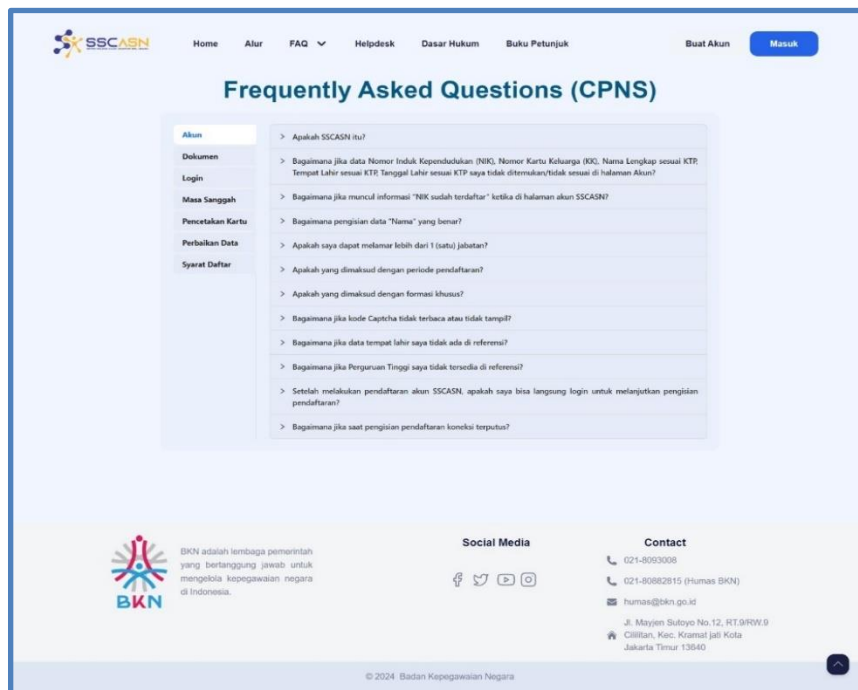 SSCASN
Home Alur FAQ Helpdesk Dasar Hukum Buku Petunjuk Buat Akun Masuk
Frequently Asked Questions (CPNS)
Akun
Dokumen
Login
Masa Sanggah
Pencetakan Kartu
Perbaikan Data
Syarat Daftar
> Apakah SSCASN itu?
> Bagaimana jika data Nomor Induk Kependudukan (NIK), Nomor Kartu Keluarga (KK), Nama Lengkap sesuai KTP,
Tempat Lahir sesuai KTP, Tanggal Lahir sesuai KTP saya tidak ditemukan/tidak sesuai di halaman Akun?
> Bagaimana jika muncul informasi "NIK sudah terdaftar" ketika di halaman akun SSCASN?
> Bagaimana pengisian data "Nama" yang benar?
> Apakah saya dapat melamar lebih dari 1 (satu) jabatan?
> Apakah yang dimaksud dengan periode pendaftaran?
> Apakah yang dimaksud dengan formasi khusus?
> Bagaimana jika kode Captcha tidak terbaca atau tidak tampil?
> Bagaimana jika data tempat lahir saya tidak ada di referensi?
> Bagaimana jika Perguruan Tinggi saya tidak tersedia di referensi?
> Setelah melakukan pendaftaran akun SSCASN, apakah saya bisa langsung login untuk melanjutkan pengisian
pendaftaran?
> Bagaimana jika saat pengisian pendaftaran koneksi terputus?
BKN
BKN adalah lembaga pemerintah
yang bertanggung jawab untuk
mengelola kepegawaian negara
di Indonesia.
Social Media
Contact
021-8093008
021-80882815 (Humas BKN)
humas@bkn.go.id
Jl. Mayjen Sutoyo No.12, RT.9/RW.9
Cililitan, Kec. Kramat jati Kota
Jakarta Timur 13640
© 2024 Badan Kepegawaian Negara